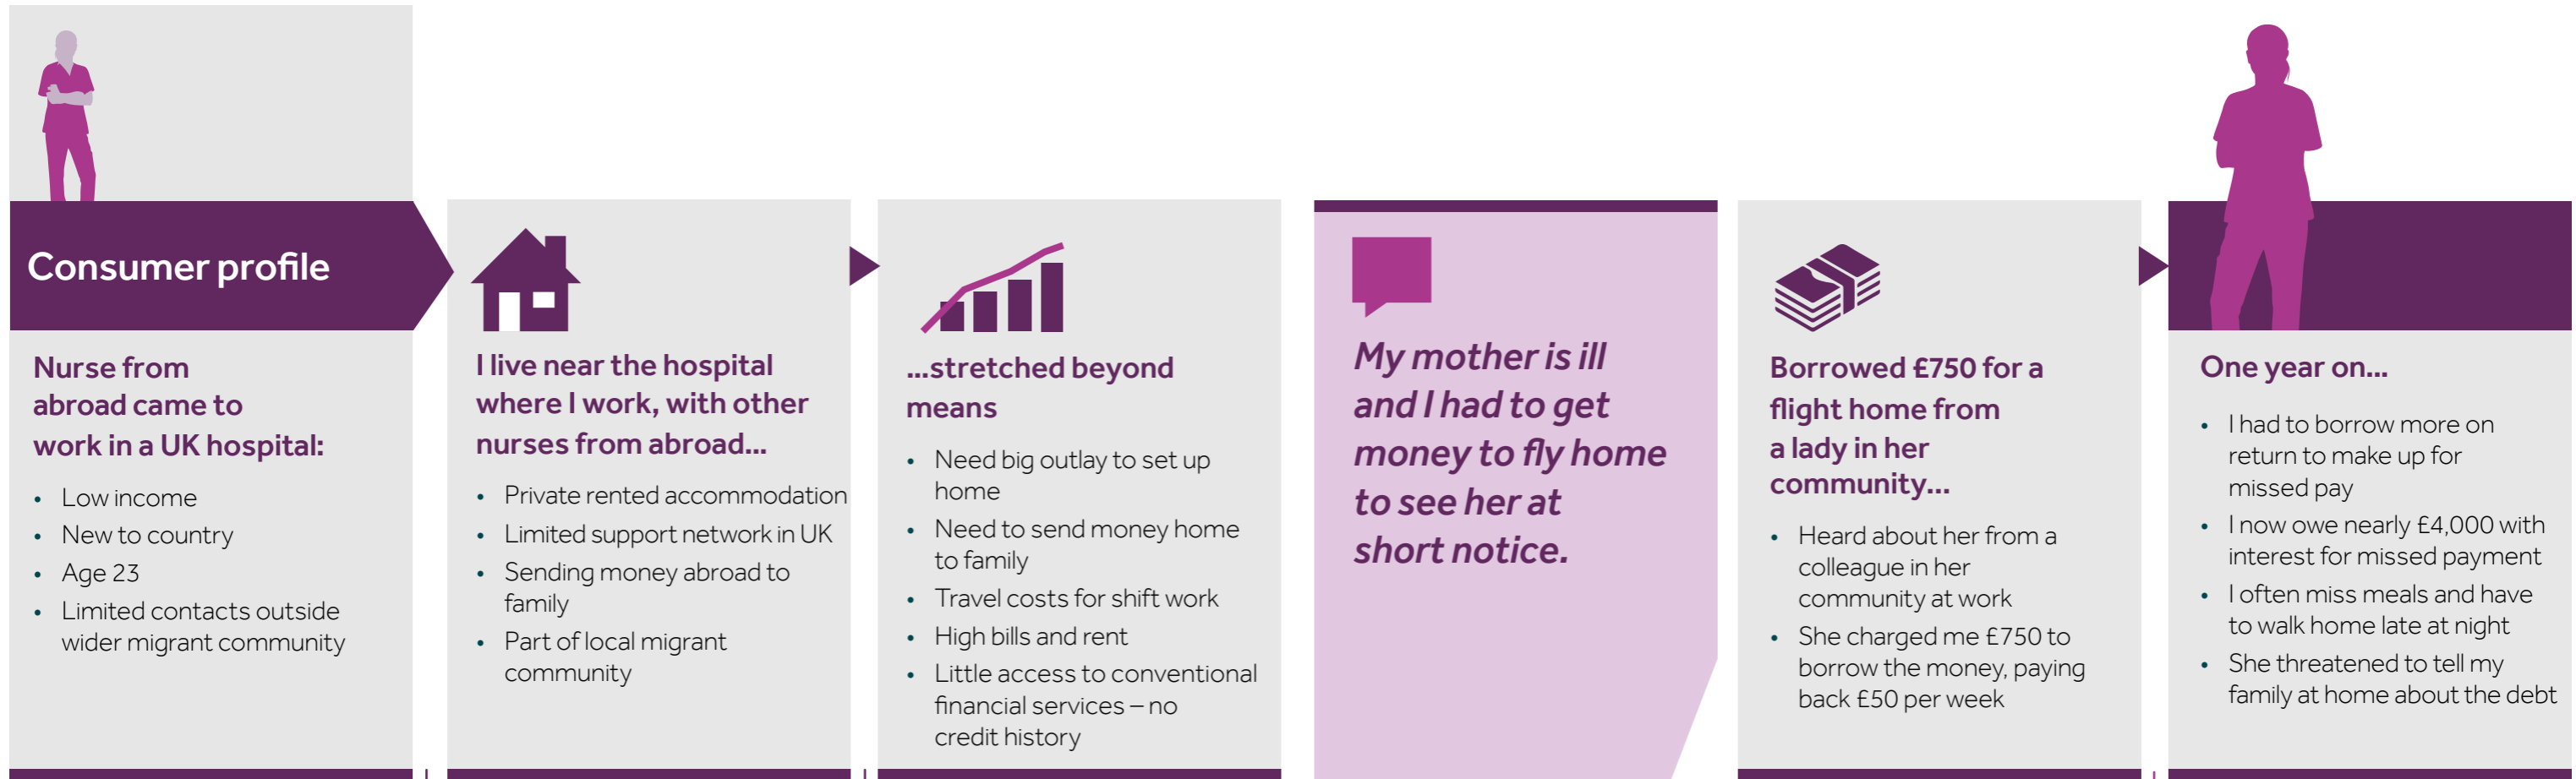 Consumer profile
Nurse from
abroad came to
work in a UK hospital:
• Low income
• New to country
• Age 23
• Limited contacts outside
wider migrant community
I live near the hospital
where I work, with other
nurses from abroad...
• Private rented accommodation
• Limited support network in UK
• Sending money abroad to
family
• Part of local migrant
community
...stretched beyond
means
• Need big outlay to set up
home
• Need to send money home
to family
• Travel costs for shift work
• High bills and rent
• Little access to conventional
financial services – no
credit history
My mother is ill
and I had to get
money to fly home
to see her at
short notice.
Borrowed £750 for a
flight home from
a lady in her
community...
• Heard about her from a
colleague in her
community at work
• She charged me £750 to
borrow the money, paying
back £50 per week
One year on...
• I had to borrow more on
return to make up for
missed pay
• I now owe nearly £4,000 with
interest for missed payment
• I often miss meals and have
to walk home late at night
• She threatened to tell my
family at home about the debt